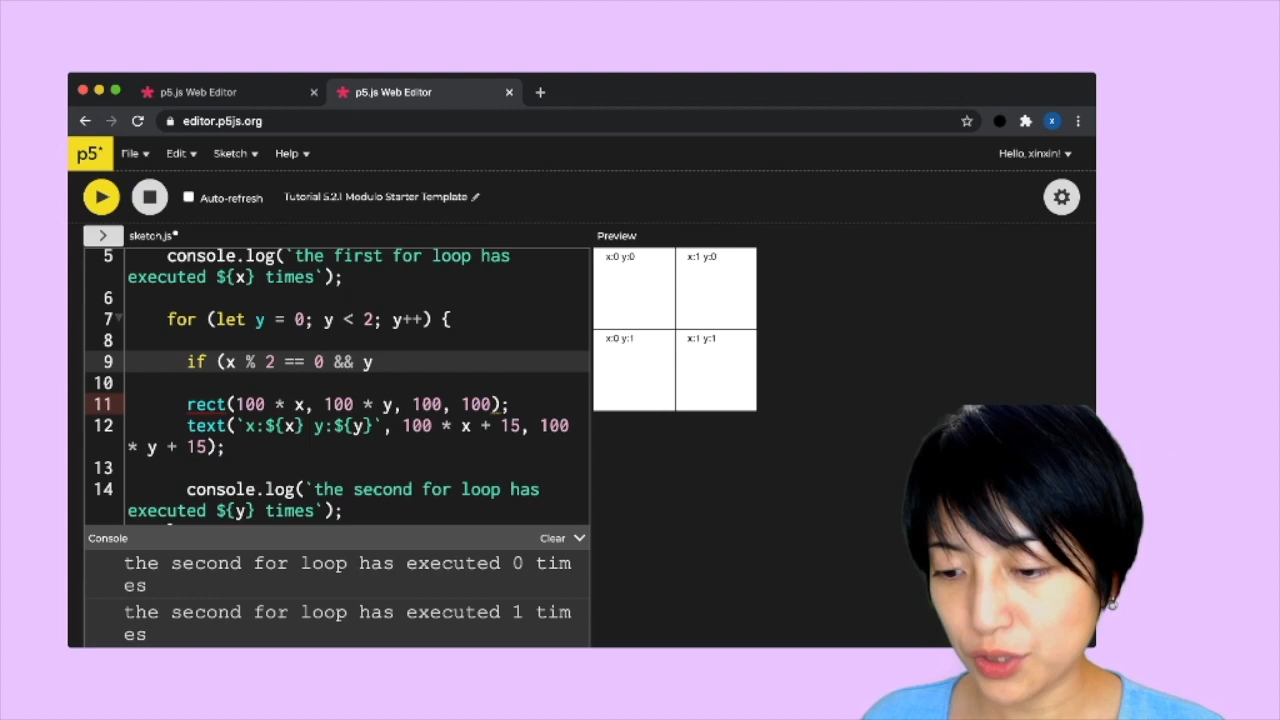 p5.js Web Editor
p5.js Web Editor
editor.p5js.org
x
p5*
File
Edit
Sketch
Help
Hello, xinxin!
Auto-refresh
Tutorial 5.2.1 Modulo Starter Template
sketch.js
Preview
5 console.log(`the first for loop has
executed ${x} times`);
6
7 for (let y = 0; y < 2; y++) {
8
9 if (x % 2 == 0 && y
10
11 rect(100 * x, 100 * y, 100, 100);
12 text(`x:${x} y:${y}`, 100 * x + 15, 100
* y + 15);
13
14 console.log(`the second for loop has
executed ${y} times`);
x:0 y:0
x:1 y:0
x:0 y:1
x:1 y:1
Console
Clear
the second for loop has executed 0 tim
es
the second for loop has executed 1 tim
es